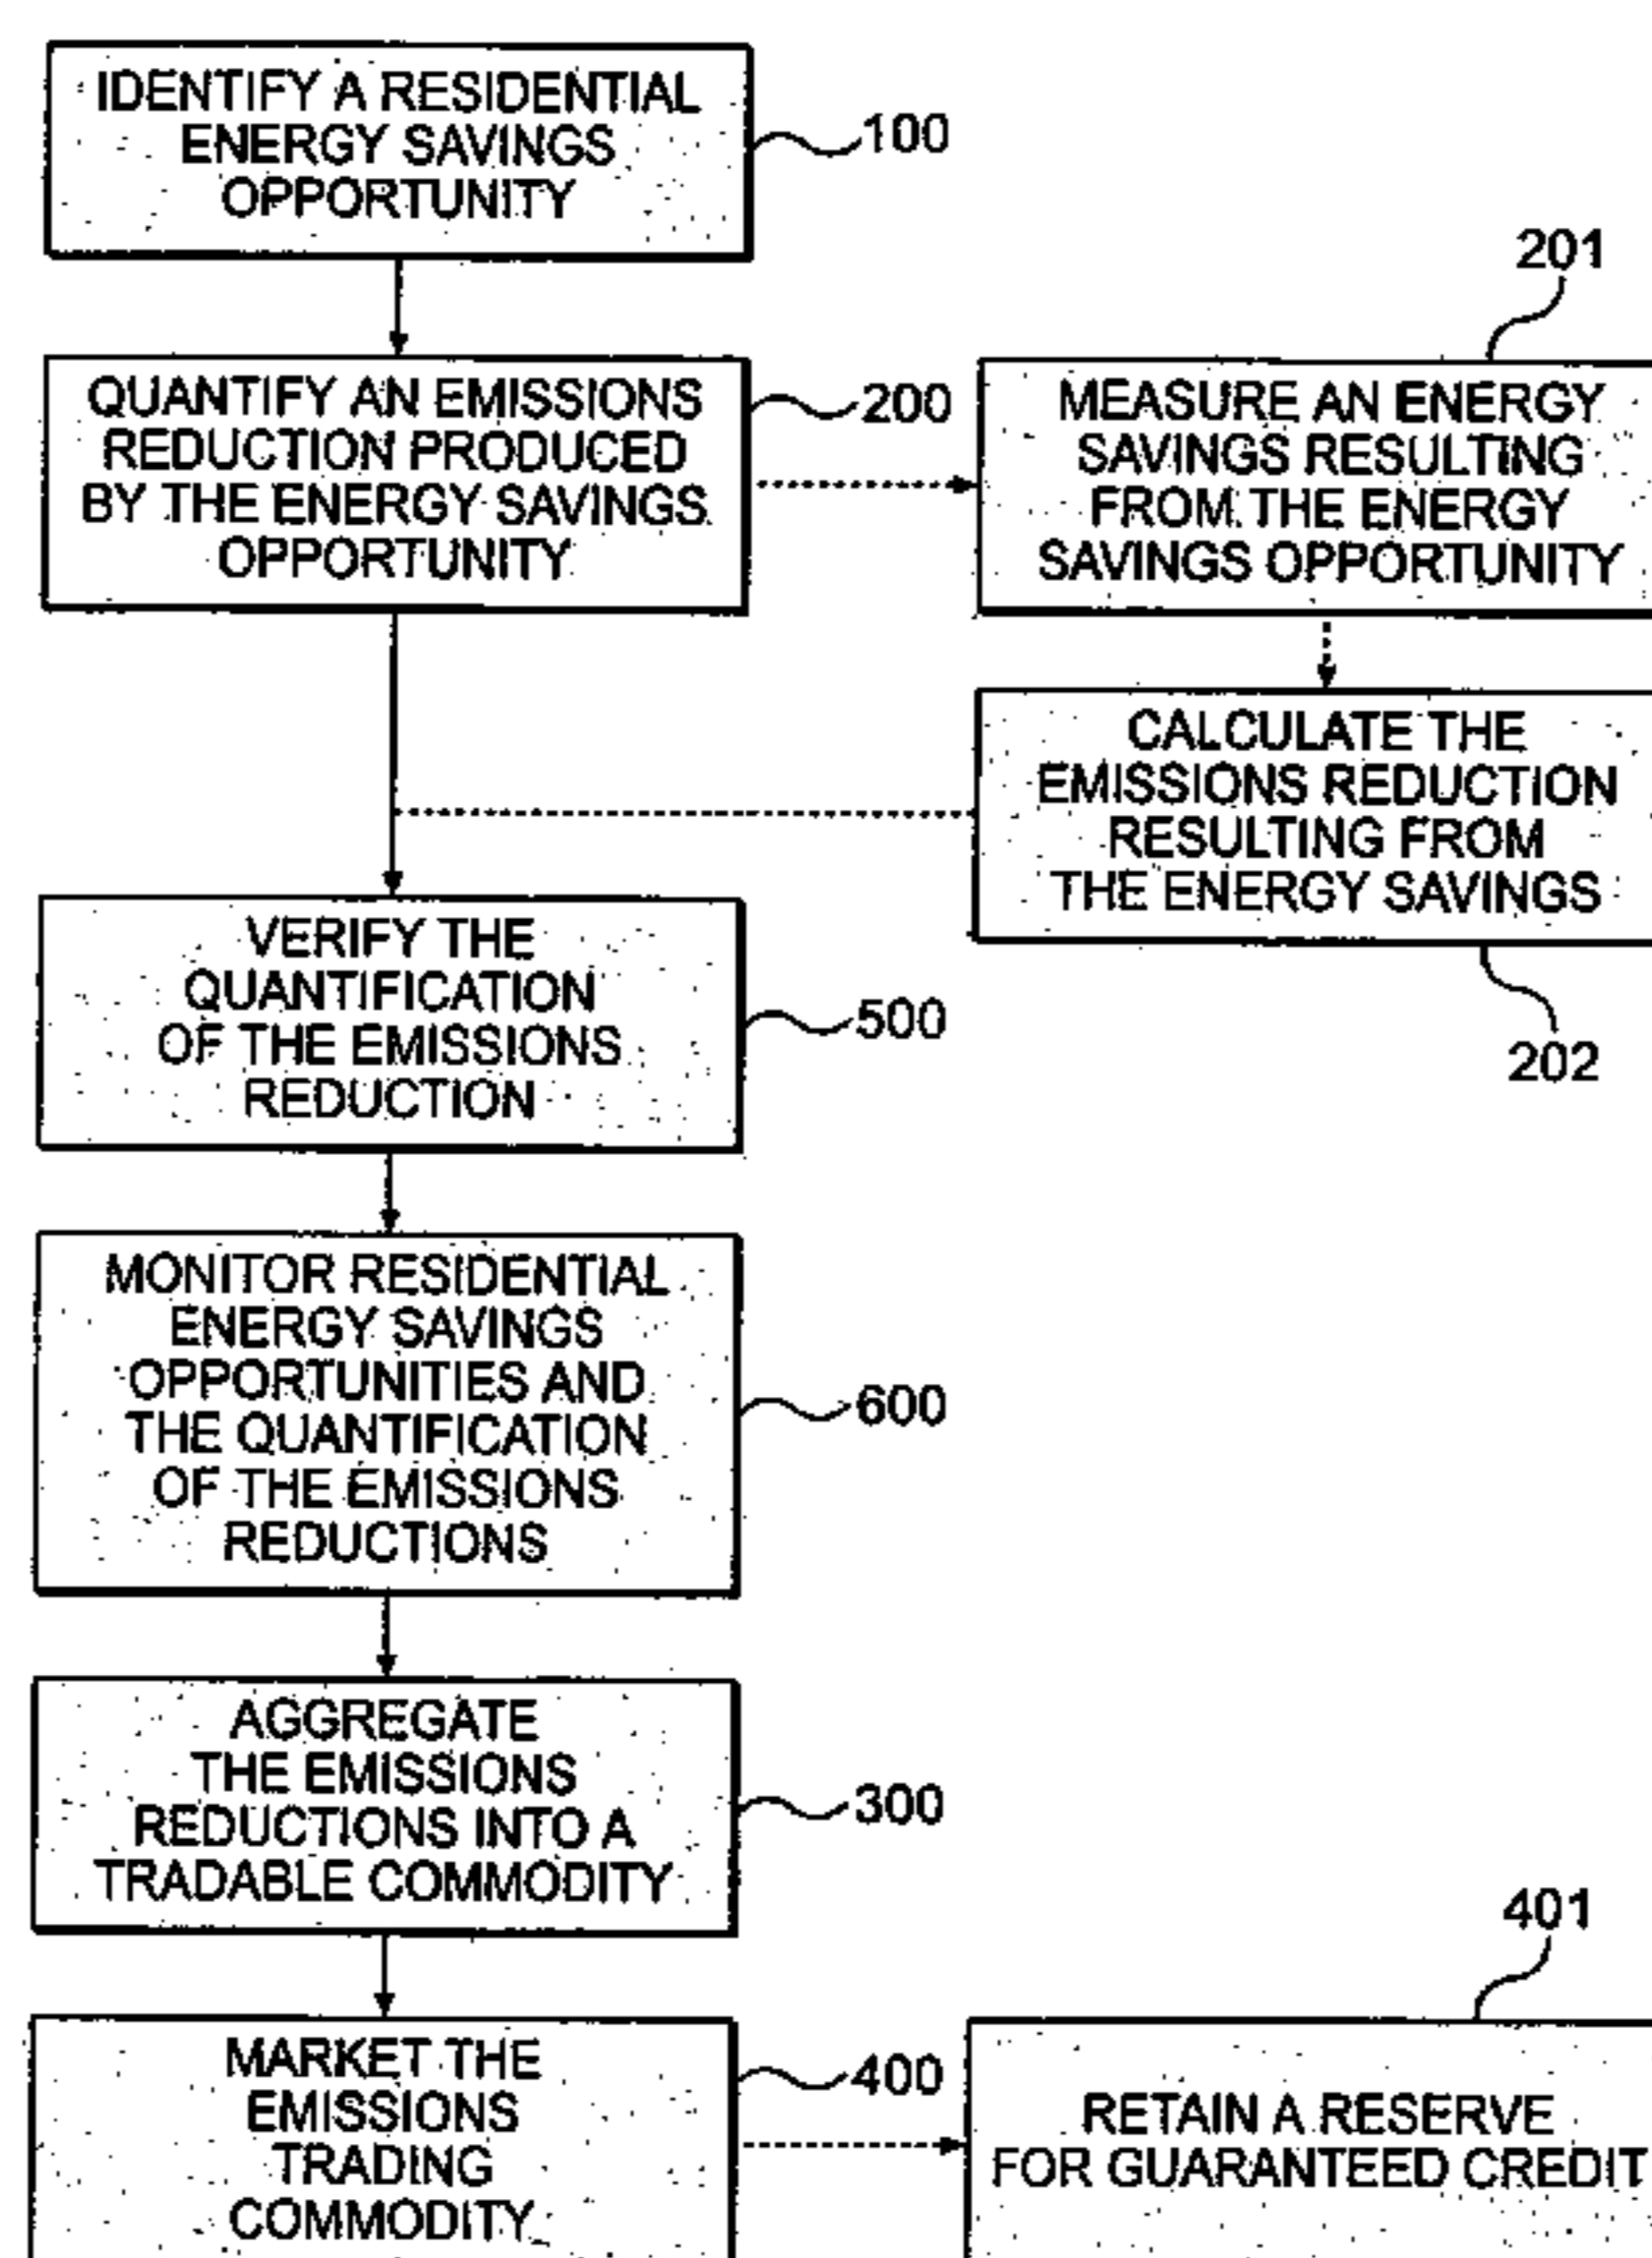 IDENTIFY A RESIDENTIAL
ENERGY SAVINGS
OPPORTUNITY
100
QUANTIFY AN EMISSIONS
REDUCTION PRODUCED
BY THE ENERGY SAVINGS
OPPORTUNITY
200
201
MEASURE AN ENERGY
SAVINGS RESULTING
FROM THE ENERGY
SAVINGS OPPORTUNITY
CALCULATE THE
EMISSIONS REDUCTION
RESULTING FROM
THE ENERGY SAVINGS
202
VERIFY THE
QUANTIFICATION
OF THE EMISSIONS
REDUCTION
500
MONITOR RESIDENTIAL
ENERGY SAVINGS
OPPORTUNITIES AND
THE QUANTIFICATION
OF THE EMISSIONS
REDUCTIONS
600
AGGREGATE
THE EMISSIONS
REDUCTIONS INTO A
TRADABLE COMMODITY
300
MARKET THE
EMISSIONS
TRADING
COMMODITY
400
401
RETAIN A RESERVE
FOR GUARANTEED CREDIT